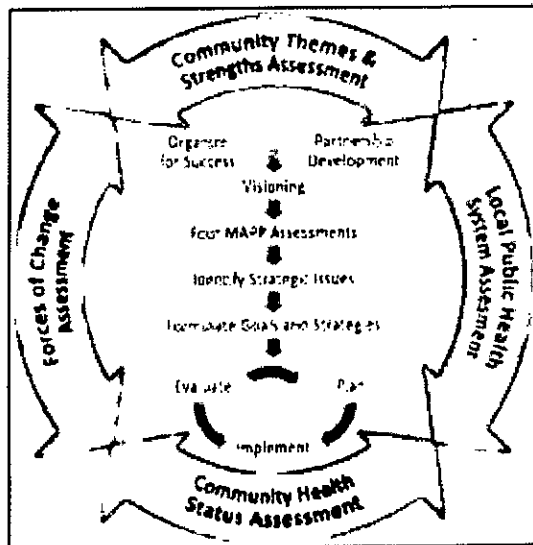 Community Themes &
Strengths Assessment
Organize
for Success
Partnership
Development
Visioning
Four MAPP Assessments
Identify Strategic Issues
Formulate Goals and Strategies
Evaluate
Plan
Implement
Community Health
Status Assessment
Forces of Change
Assessment
Local Public Health
System Assessment